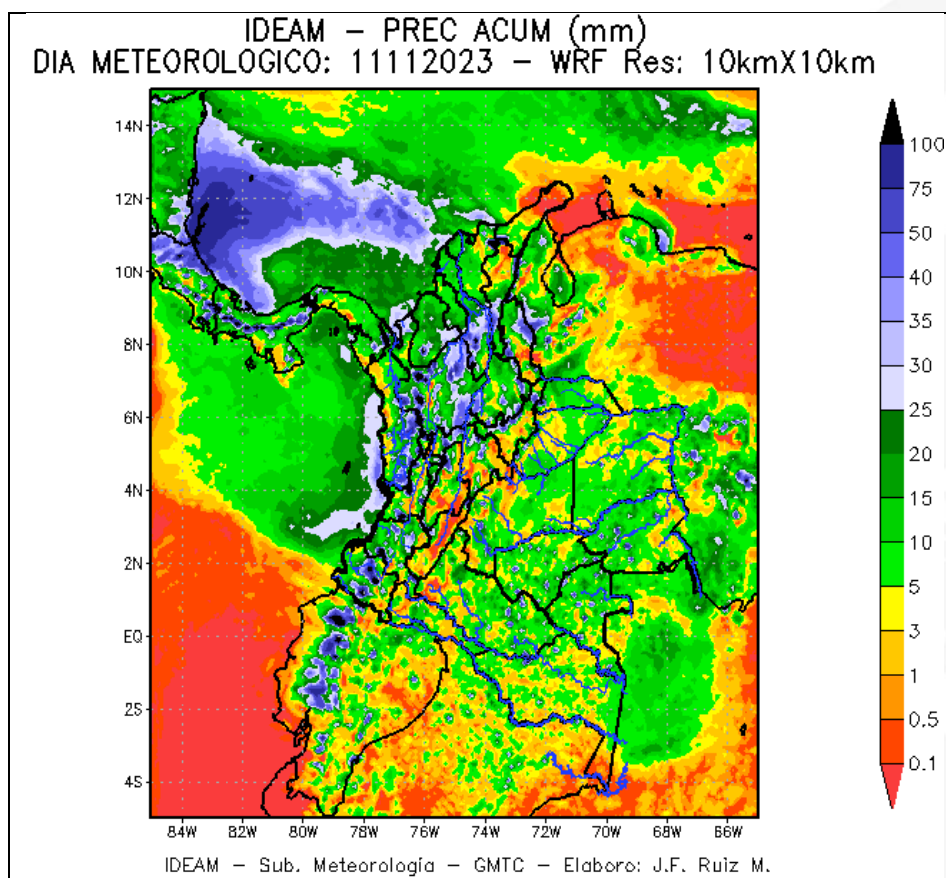 IDEAM - PREC ACUM (mm)
DIA METEOROLOGICO: 11112023 - WRF Res: 10kmX10km
14N
12N
10N
8N
6N
4N
2N
EQ
2S
4S
84W 82W 80W 78W 76W 74W 72W 70W 68W 66W
100
75
50
40
35
30
25
20
15
10
5
3
1
0.5
0.1
IDEAM - Sub. Meteorología - GMTC - Elaboro: J.F. Ruiz M.